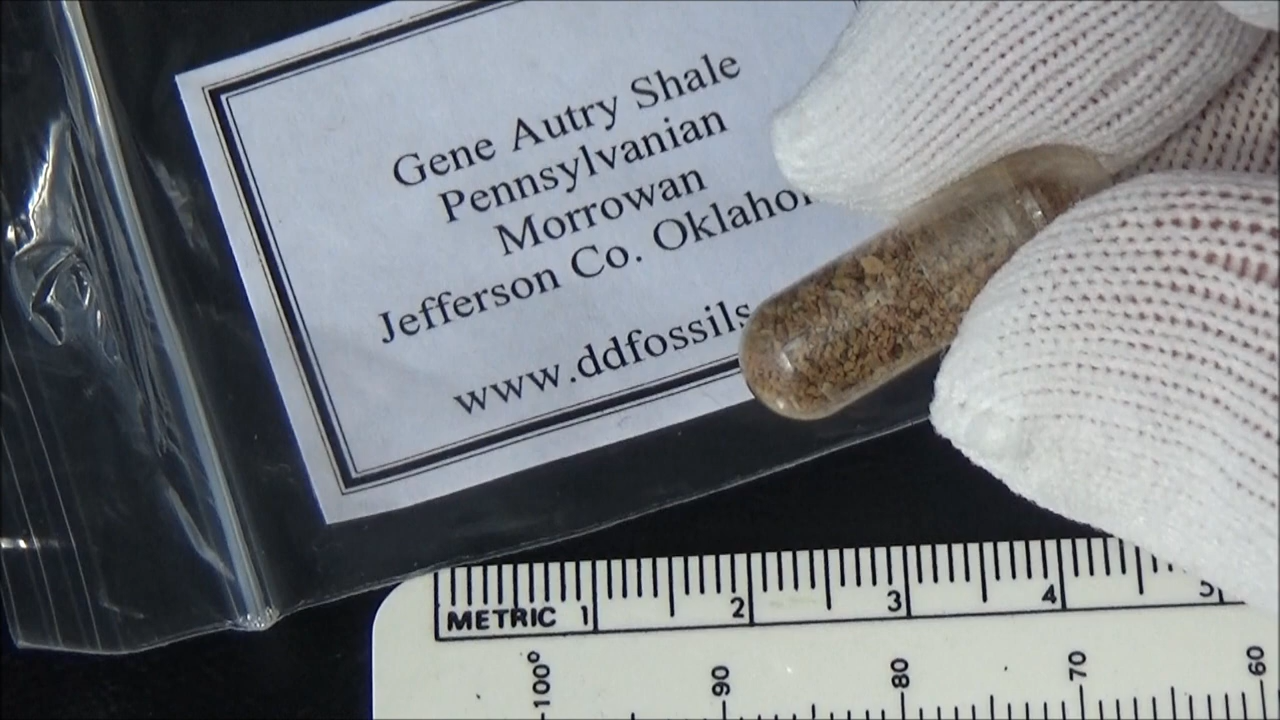 Gene Autry Shale
Pennsylvanian
Morrowan
Jefferson Co.
www.ddfossils
METRIC 1 2 3 4 5
100° 90 80 70 60